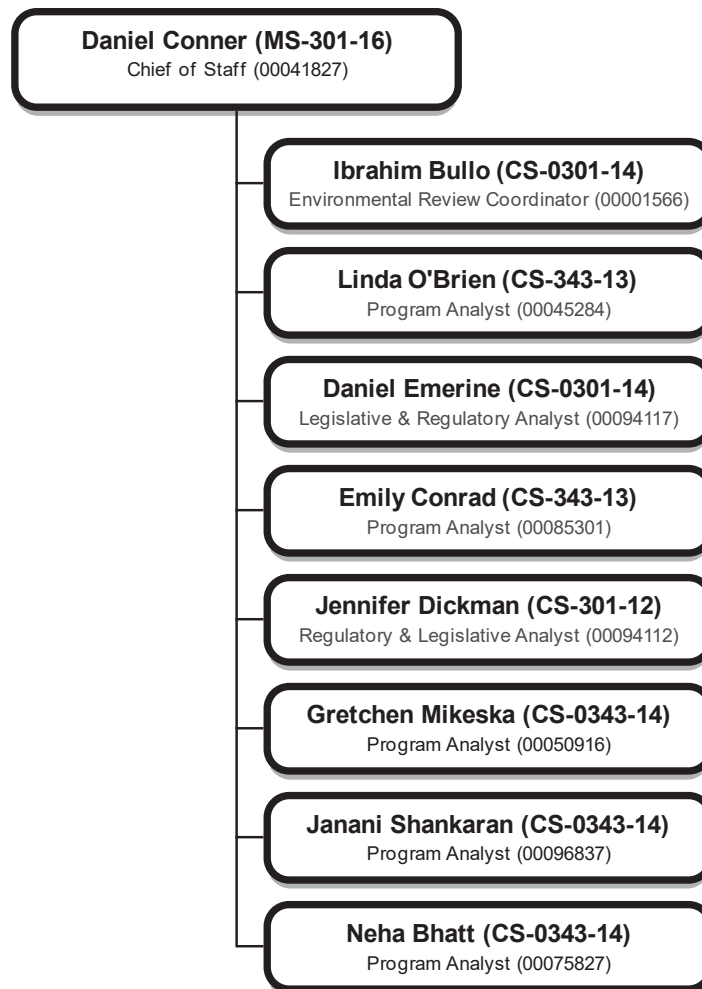 Daniel Conner (MS-301-16)
Chief of Staff (00041827)
Ibrahim Bullo (CS-0301-14)
Environmental Review Coordinator (00001566)
Linda O'Brien (CS-343-13)
Program Analyst (00045284)
Daniel Emerine (CS-0301-14)
Legislative & Regulatory Analyst (00094117)
Emily Conrad (CS-343-13)
Program Analyst (00085301)
Jennifer Dickman (CS-301-12)
Regulatory & Legislative Analyst (00094112)
Gretchen Mikeska (CS-0343-14)
Program Analyst (00050916)
Janani Shankaran (CS-0343-14)
Program Analyst (00096837)
Neha Bhatt (CS-0343-14)
Program Analyst (00075827)